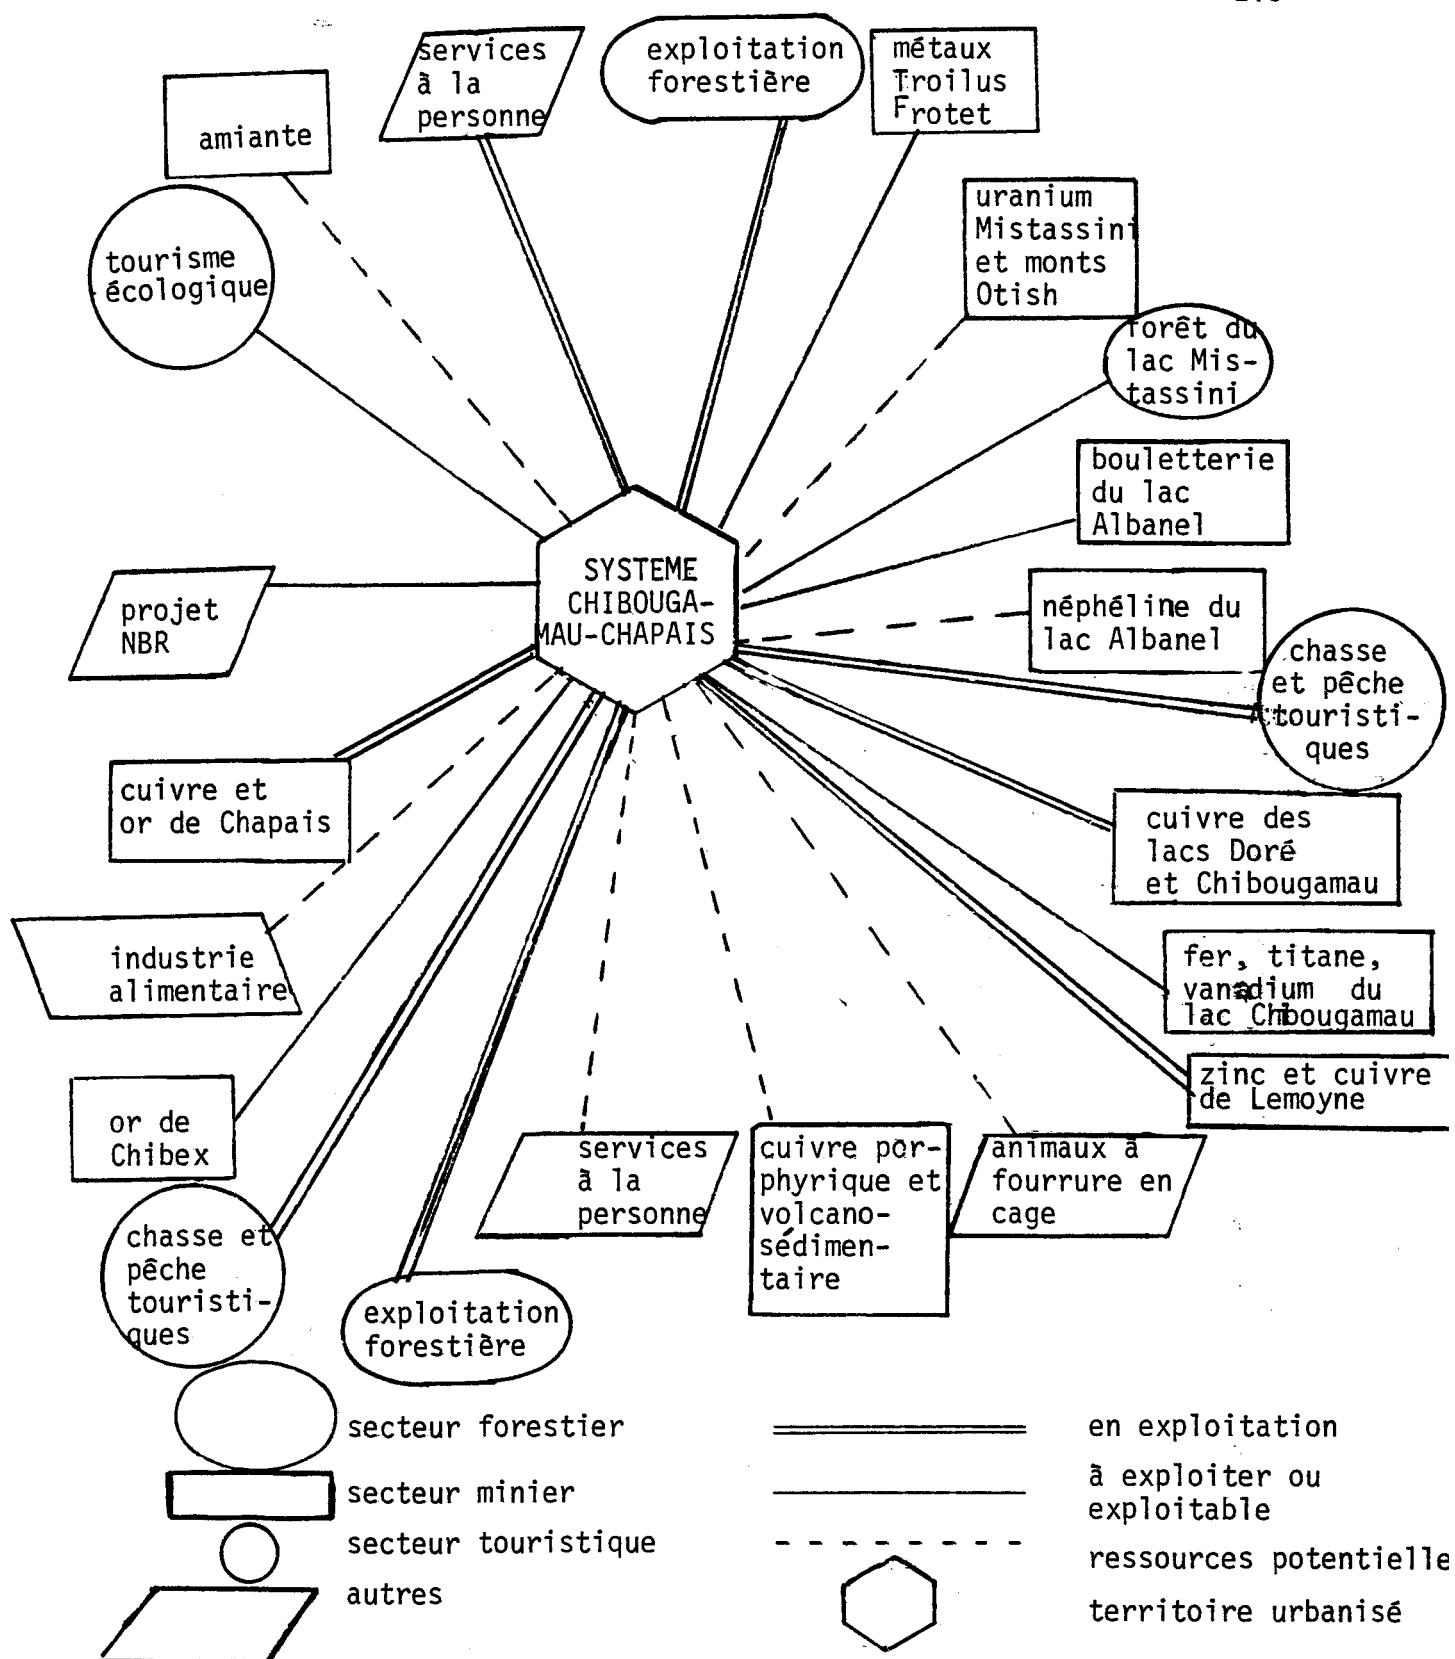 services
à la
personne
exploitation
forestière
métaux
Troilus
Frotet
amiante
uranium
Mistassini
et monts
Otish
tourisme
écologique
forêt du
lac Mis-
tassini
bouletterie
du lac
Albanel
SYSTEME
CHIBOUGA-
MAU-CHAPAIS
projet
NBR
néphéline du
lac Albanel
chasse
et pêche
touristi-
ques
cuivre et
or de Chapais
cuivre des
lacs Doré
et Chibougamau
industrie
alimentaire
fer, titane,
vanadium du
lac Chibougamau
zinc et cuivre
de Lemoyne
or de
Chibex
services
à la
personne
cuivre por-
phyrique et
volcano-
sédimen-
taire
animaux à
fourrure en
cage
chasse et
pêche
touristi-
ques
exploitation
forestière
secteur forestier
secteur minier
secteur touristique
autres
en exploitation
à exploiter ou
exploitable
ressources potentielle
territoire urbanisé